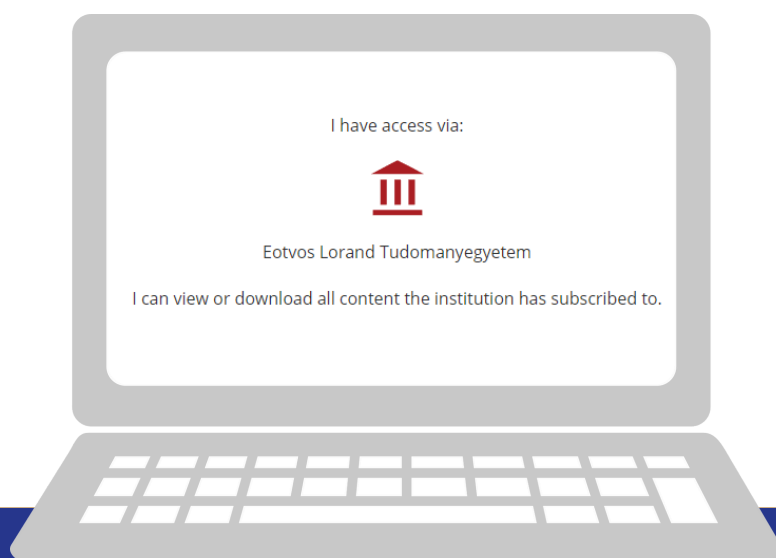 I have access via:
Eotvos Lorand Tudomanyegyetem
I can view or download all content the institution has subscribed to.